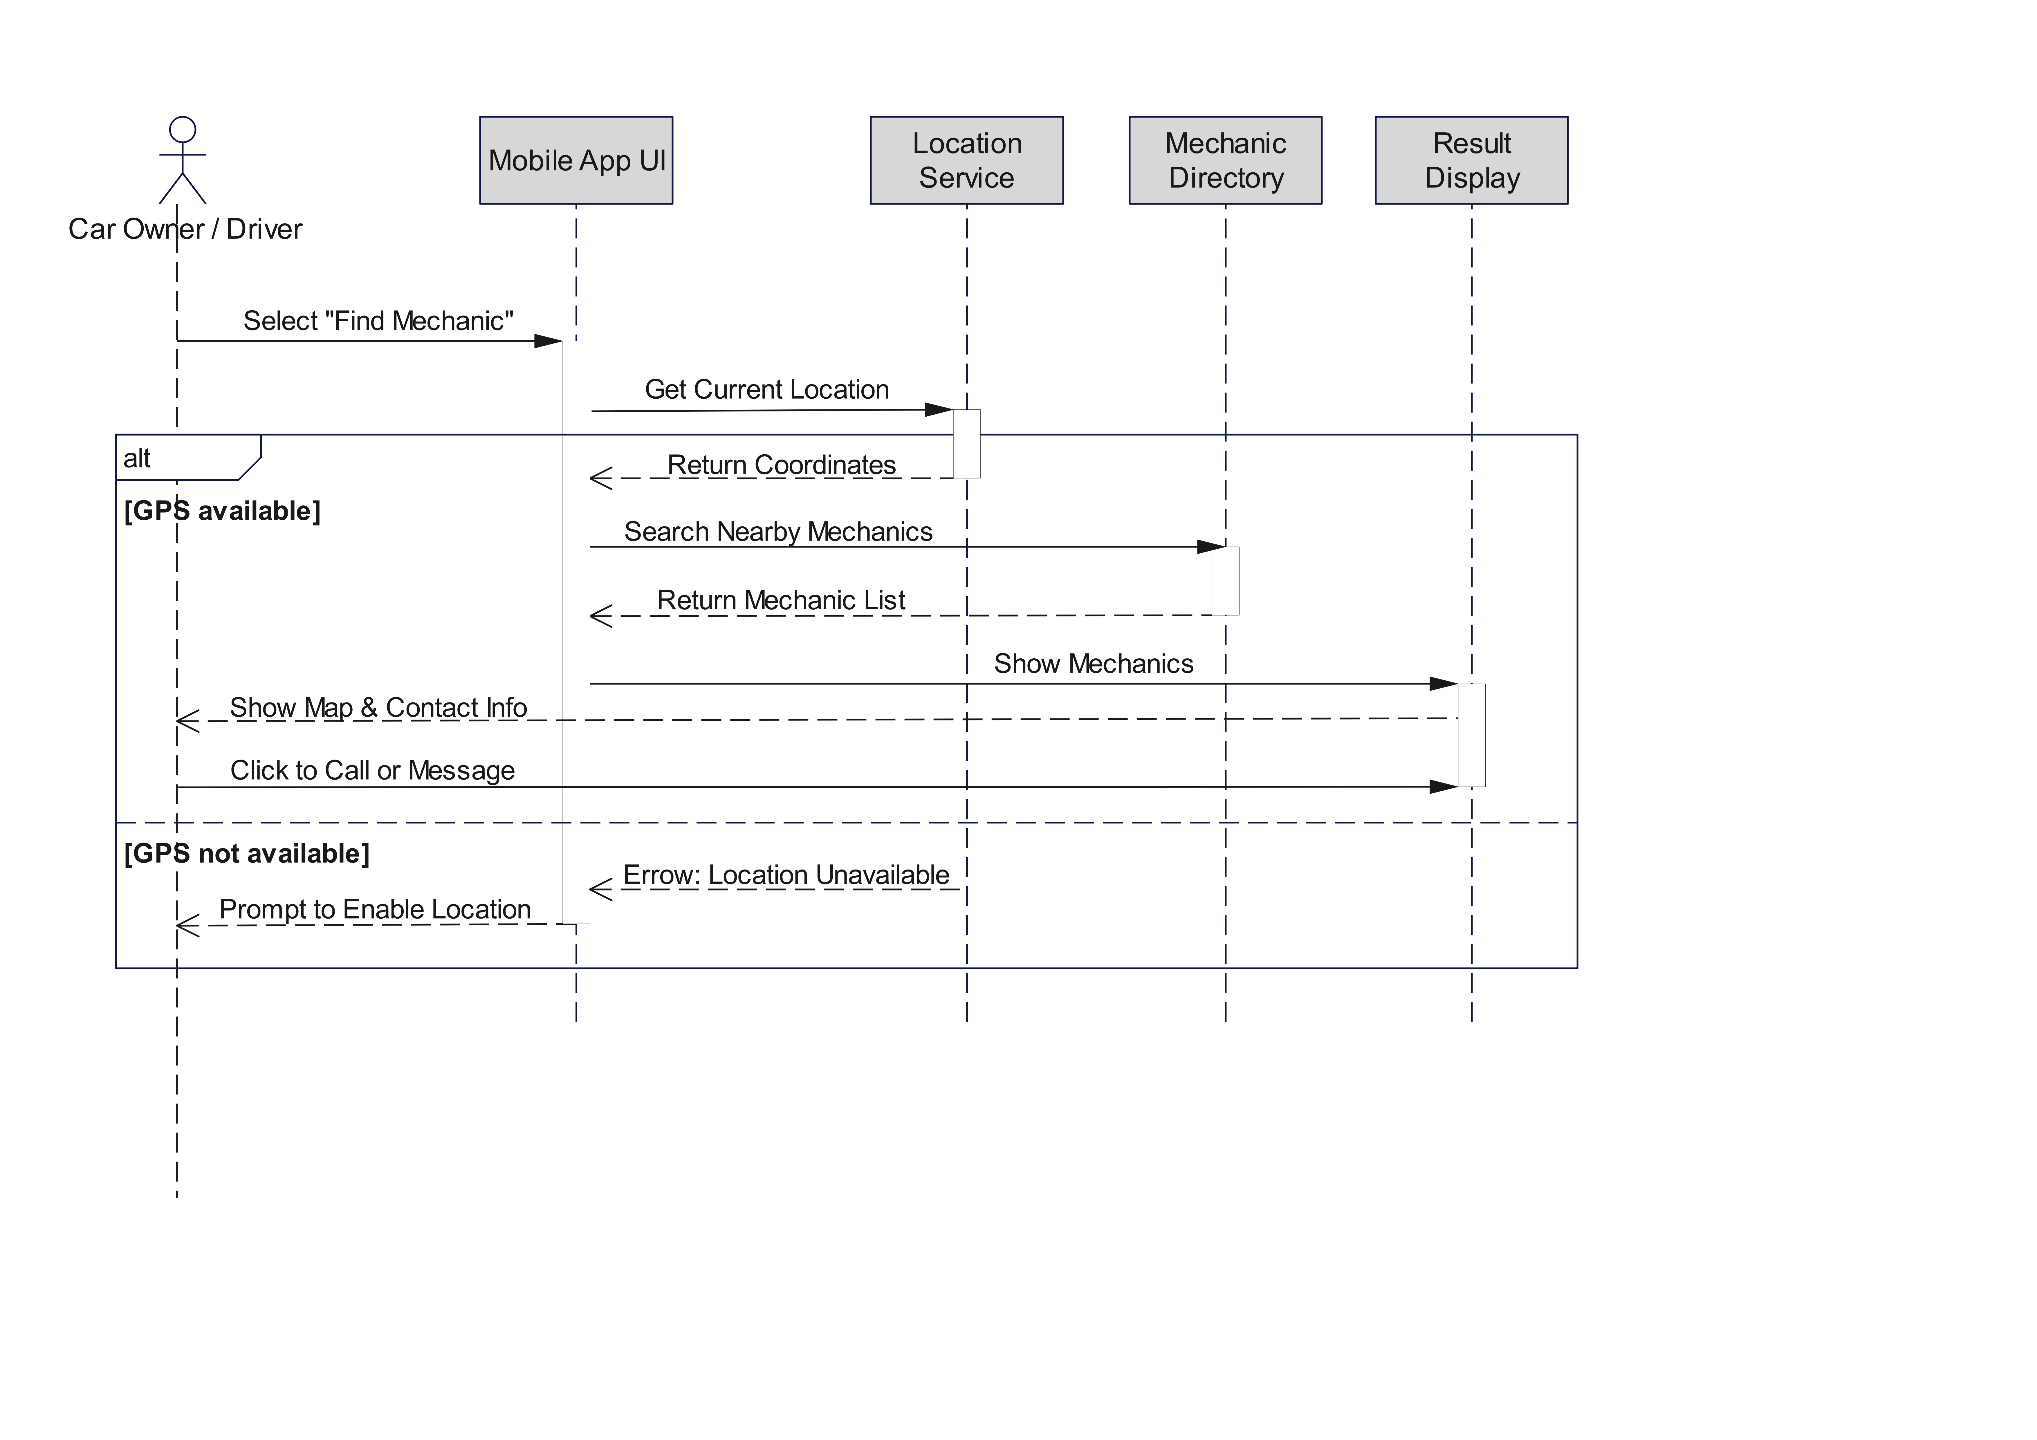 Car Owner / Driver
Mobile App UI
Location
Service
Mechanic
Directory
Result
Display
Select "Find Mechanic"
Get Current Location
alt
Return Coordinates
[GPS available]
Search Nearby Mechanics
Return Mechanic List
Show Mechanics
Show Map & Contact Info
Click to Call or Message
[GPS not available]
Errow: Location Unavailable
Prompt to Enable Location